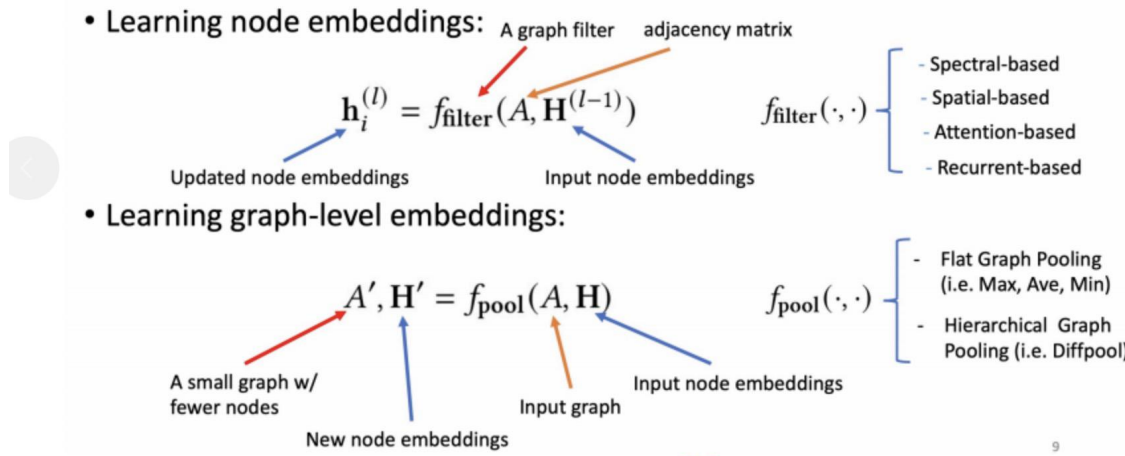 • Learning node embeddings:
A graph filter
adjacency matrix
h_i^(l) = f_filter(A, H^(l−1))
Updated node embeddings
Input node embeddings
f_filter(·,·)
- Spectral-based
- Spatial-based
- Attention-based
- Recurrent-based
• Learning graph-level embeddings:
A′, H′ = f_pool(A, H)
A small graph w/
fewer nodes
New node embeddings
Input graph
Input node embeddings
f_pool(·,·)
- Flat Graph Pooling
(i.e. Max, Ave, Min)
- Hierarchical Graph
Pooling (i.e. Diffpool)
9